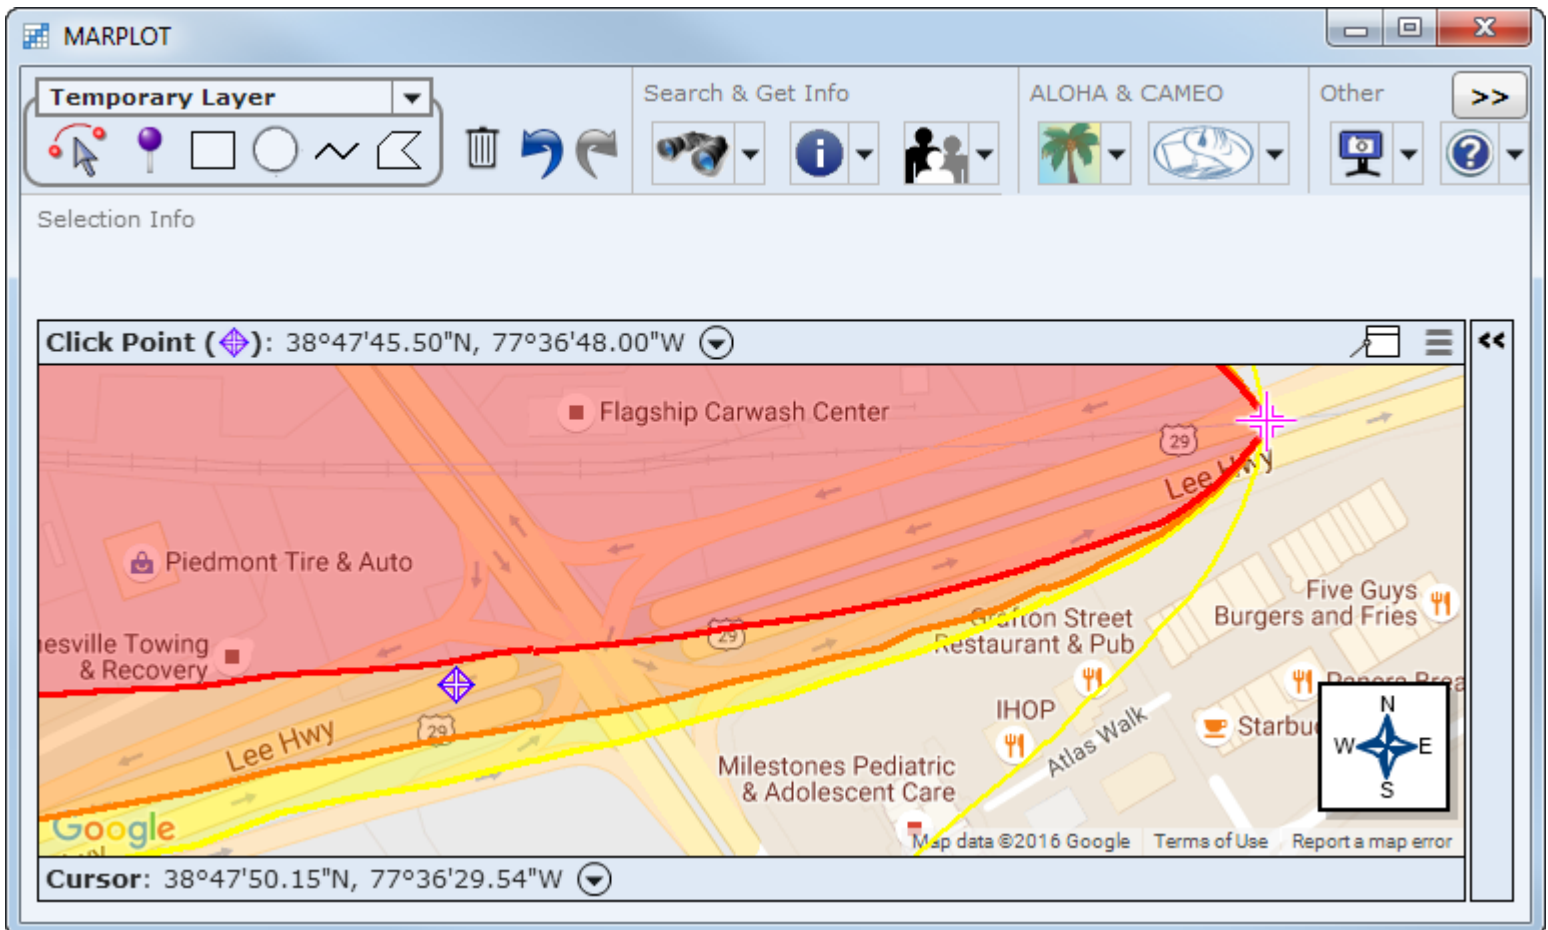 MARPLOT
Temporary Layer
Search & Get Info
ALOHA & CAMEO
Other
>>
Selection Info
Click Point ( ): 38°47'45.50"N, 77°36'48.00"W
<<
Flagship Carwash Center
29
Lee Hwy
Piedmont Tire & Auto
Five Guys
Burgers and Fries
Grafton Street
Restaurant & Pub
29
esville Towing
& Recovery
IHOP
Atlas Walk
Starbu
N
W E
S
29
Lee Hwy
Milestones Pediatric
& Adolescent Care
Google
Map data ©2016 Google Terms of Use Report a map error
Cursor: 38°47'50.15"N, 77°36'29.54"W